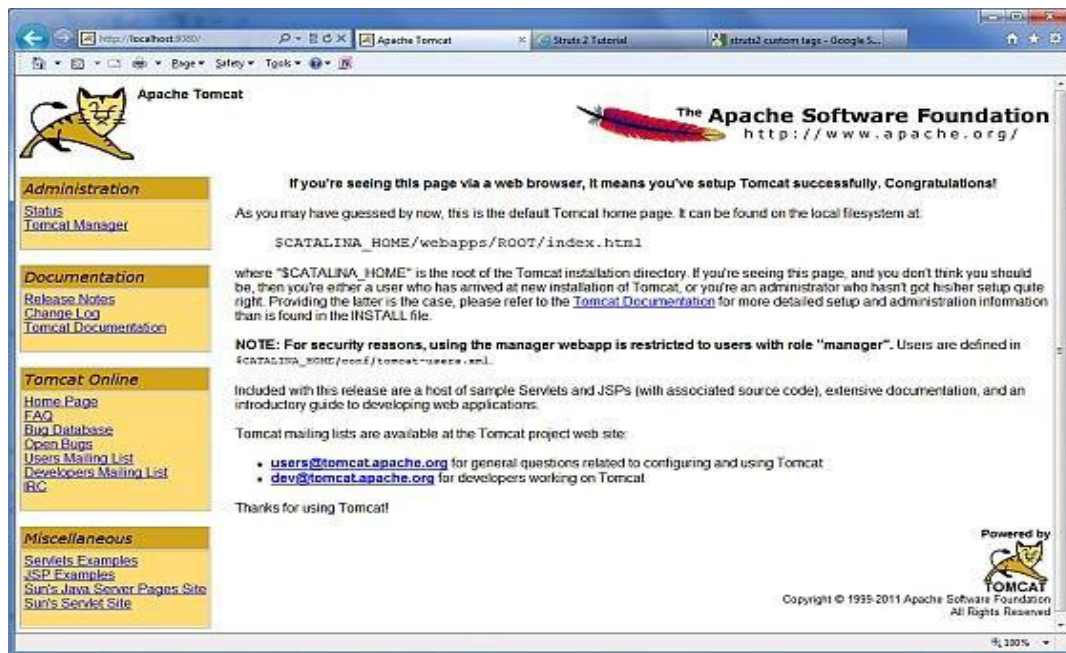 http://localhost:8080/
Apache Tomcat
Struts 2 Tutorial
struts2 custom tags - Google S...
Page
Safety
Tools
Apache Tomcat
The Apache Software Foundation
http://www.apache.org/
Administration
Status
Tomcat Manager
Documentation
Release Notes
Change Log
Tomcat Documentation
Tomcat Online
Home Page
FAQ
Bug Database
Open Bugs
Users Mailing List
Developers Mailing List
IRC
Miscellaneous
Servlets Examples
JSP Examples
Sun's Java Server Pages Site
Sun's Servlet Site
If you're seeing this page via a web browser, it means you've setup Tomcat successfully. Congratulations!
As you may have guessed by now, this is the default Tomcat home page. It can be found on the local filesystem at:
$CATALINA_HOME/webapps/ROOT/index.html
where "$CATALINA_HOME" is the root of the Tomcat installation directory. If you're seeing this page, and you don't think you should
be, then you're either a user who has arrived at new installation of Tomcat, or you're an administrator who hasn't got his/her setup quite
right. Providing the latter is the case, please refer to the Tomcat Documentation for more detailed setup and administration information
than is found in the INSTALL file.
NOTE: For security reasons, using the manager webapp is restricted to users with role "manager". Users are defined in
$CATALINA_HOME/conf/tomcat-users.xml.
Included with this release are a host of sample Servlets and JSPs (with associated source code), extensive documentation, and an
introductory guide to developing web applications.
Tomcat mailing lists are available at the Tomcat project web site:
• users@tomcat.apache.org for general questions related to configuring and using Tomcat
• dev@tomcat.apache.org for developers working on Tomcat
Thanks for using Tomcat!
Powered by
TOMCAT
Copyright © 1999-2011 Apache Software Foundation
All Rights Reserved
100%